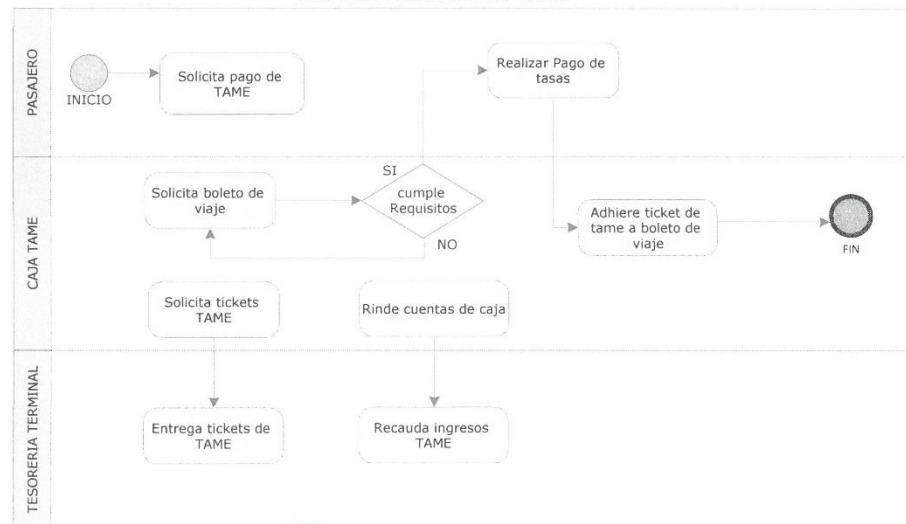 PASAJERO
INICIO
Solicita pago de
TAME
Realizar Pago de
tasas
CAJA TAME
Solicita boleto de
viaje
SI
cumple
Requisitos
NO
Adhiere ticket de
tame a boleto de
viaje
FIN
Solicita tickets
TAME
Rinde cuentas de caja
TESORERIA TERMINAL
Entrega tickets de
TAME
Recauda ingresos
TAME